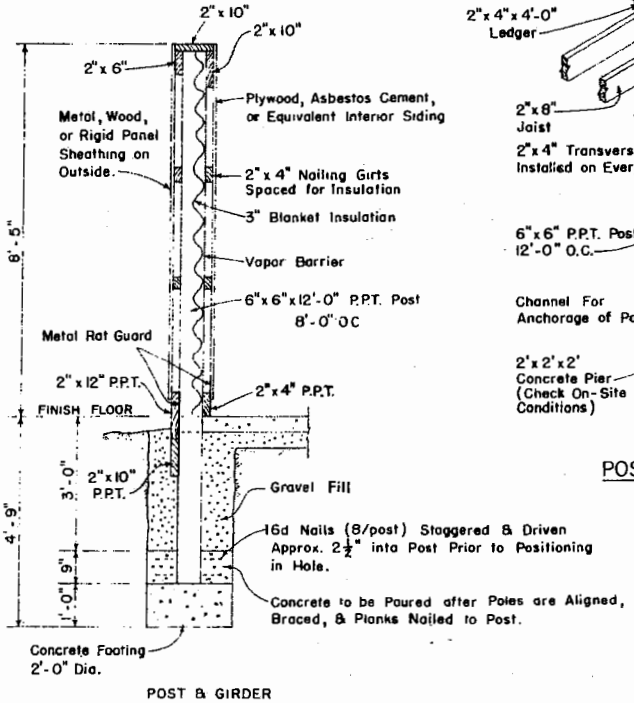 2" x 10"
2" x 10"
2" x 6"
Metal, Wood,
or Rigid Panel
Sheathing on
Outside.
Plywood, Asbestos Cement,
or Equivalent Interior Siding
2" x 4" Nailing Girts
Spaced for Insulation
3" Blanket Insulation
Vapor Barrier
6" x 6" x 12'-0" P.P.T. Post
8'-0" OC
8'-5"
Metal Rat Guard
2" x 12" P.P.T.
2" x 4" P.P.T.
FINISH FLOOR
2" x 10"
P.P.T.
4'-9"
3'-0"
9"
1'-0"
Gravel Fill
16d Nails (8/post) Staggered & Driven
Approx. 2½" into Post Prior to Positioning
in Hole.
Concrete to be Poured after Poles are Aligned,
Braced, & Planks Nailed to Post.
Concrete Footing
2'-0" Dia.
POST & GIRDER
2" x 4" x 4'-0"
Ledger
2" x 8"
Joist
2" x 4" Transvers
Installed on Ever
6" x 6" P.P.T. Post
12'-0" O.C.
Channel For
Anchorage of Po
2' x 2' x 2'
Concrete Pier
(Check On-Site
Conditions)
POS